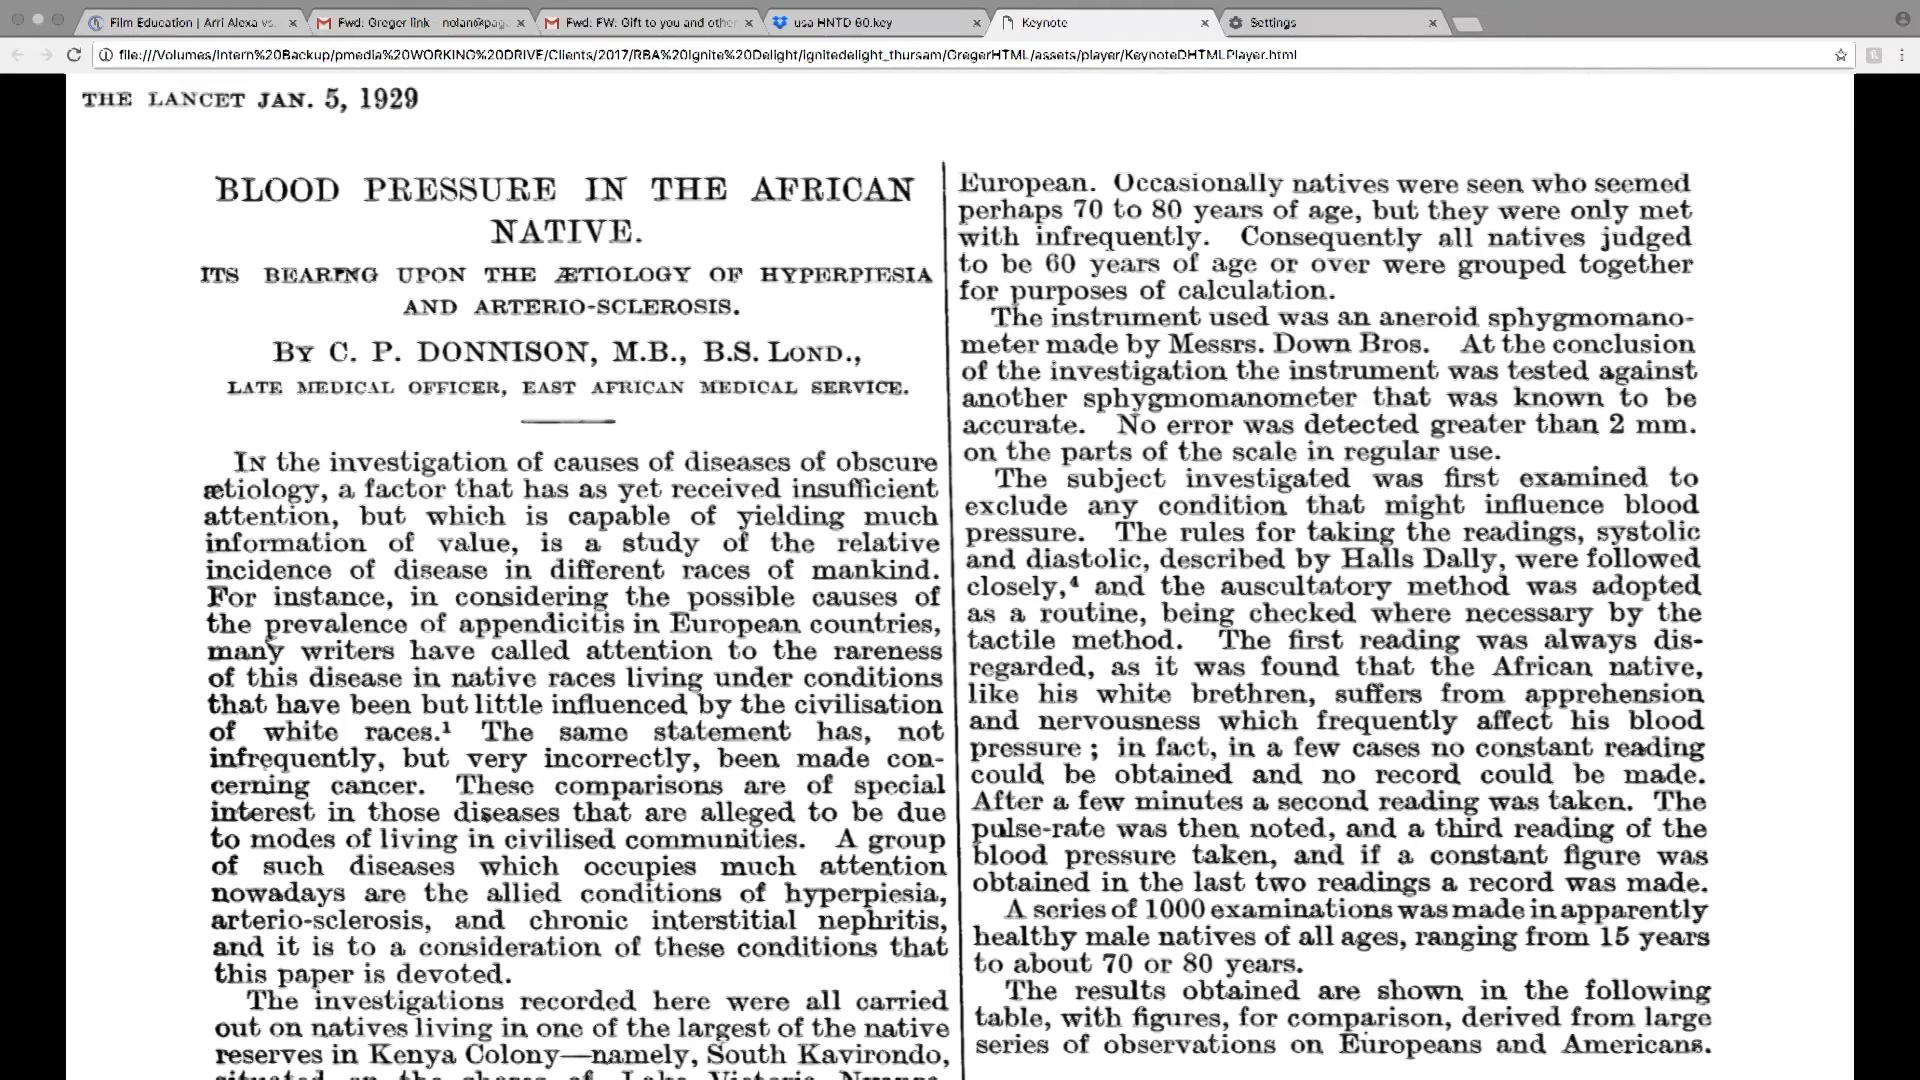 Film Education | Arri Alexa vs.
Fwd: Greger link - nolan@pag
Fwd: FW: Gift to you and other
usa HNTD 60.key
Keynote
Settings
file:///Volumes/Intern%20Backup/pmedia%20WORKING%20DRIVE/Clients/2017/RBA%20Ignite%20Delight/ignitedelight_thursam/GregerHTML/assets/player/KeynoteDHTMLPlayer.html
THE LANCET JAN. 5, 1929
BLOOD PRESSURE IN THE AFRICAN
NATIVE.
ITS BEARING UPON THE ÆTIOLOGY OF HYPERPIESIA
AND ARTERIO-SCLEROSIS.
BY C. P. DONNISON, M.B., B.S. LOND.,
LATE MEDICAL OFFICER, EAST AFRICAN MEDICAL SERVICE.
IN the investigation of causes of diseases of obscure
ætiology, a factor that has as yet received insufficient
attention, but which is capable of yielding much
information of value, is a study of the relative
incidence of disease in different races of mankind.
For instance, in considering the possible causes of
the prevalence of appendicitis in European countries,
many writers have called attention to the rareness
of this disease in native races living under conditions
that have been but little influenced by the civilisation
of white races.¹ The same statement has, not
infrequently, but very incorrectly, been made con-
cerning cancer. These comparisons are of special
interest in those diseases that are alleged to be due
to modes of living in civilised communities. A group
of such diseases which occupies much attention
nowadays are the allied conditions of hyperpiesia,
arterio-sclerosis, and chronic interstitial nephritis,
and it is to a consideration of these conditions that
this paper is devoted.
The investigations recorded here were all carried
out on natives living in one of the largest of the native
reserves in Kenya Colony—namely, South Kavirondo,
European. Occasionally natives were seen who seemed
perhaps 70 to 80 years of age, but they were only met
with infrequently. Consequently all natives judged
to be 60 years of age or over were grouped together
for purposes of calculation.
The instrument used was an aneroid sphygmomano-
meter made by Messrs. Down Bros. At the conclusion
of the investigation the instrument was tested against
another sphygmomanometer that was known to be
accurate. No error was detected greater than 2 mm.
on the parts of the scale in regular use.
The subject investigated was first examined to
exclude any condition that might influence blood
pressure. The rules for taking the readings, systolic
and diastolic, described by Halls Dally, were followed
closely,⁴ and the auscultatory method was adopted
as a routine, being checked where necessary by the
tactile method. The first reading was always dis-
regarded, as it was found that the African native,
like his white brethren, suffers from apprehension
and nervousness which frequently affect his blood
pressure ; in fact, in a few cases no constant reading
could be obtained and no record could be made.
After a few minutes a second reading was taken. The
pulse-rate was then noted, and a third reading of the
blood pressure taken, and if a constant figure was
obtained in the last two readings a record was made.
A series of 1000 examinations was made in apparently
healthy male natives of all ages, ranging from 15 years
to about 70 or 80 years.
The results obtained are shown in the following
table, with figures, for comparison, derived from large
series of observations on Europeans and Americans.